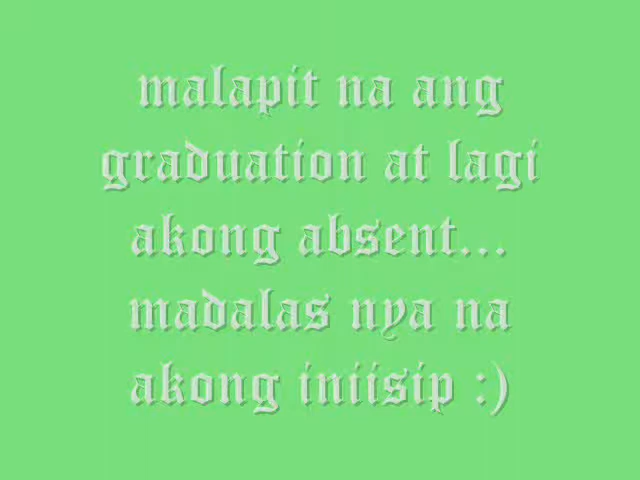 malapit na ang
graduation at lagi
akong absent...
madalas nya na
akong iniisip :)